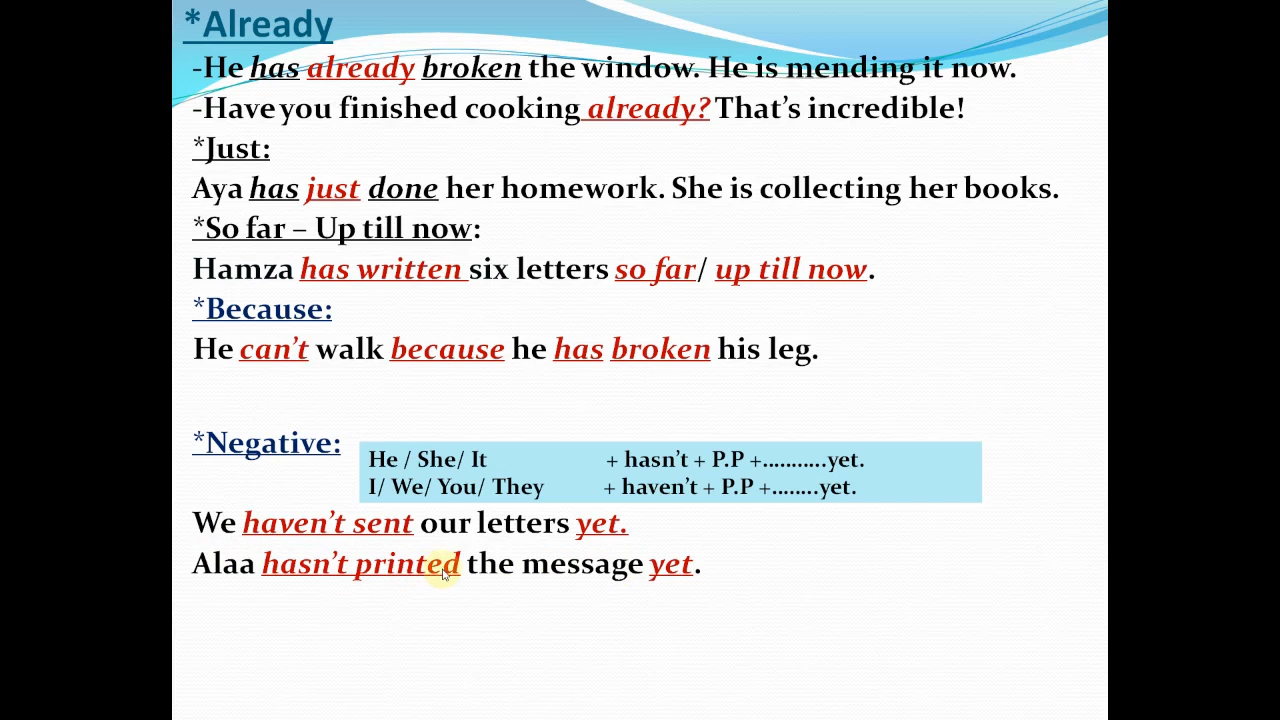 *Already
-He has already broken the window. He is mending it now.
-Have you finished cooking already? That’s incredible!
*Just:
Aya has just done her homework. She is collecting her books.
*So far – Up till now:
Hamza has written six letters so far/ up till now.
*Because:
He can’t walk because he has broken his leg.
*Negative:
He / She/ It + hasn’t + P.P +...........yet.
I/ We/ You/ They + haven’t + P.P +........yet.
We haven’t sent our letters yet.
Alaa hasn’t printed the message yet.